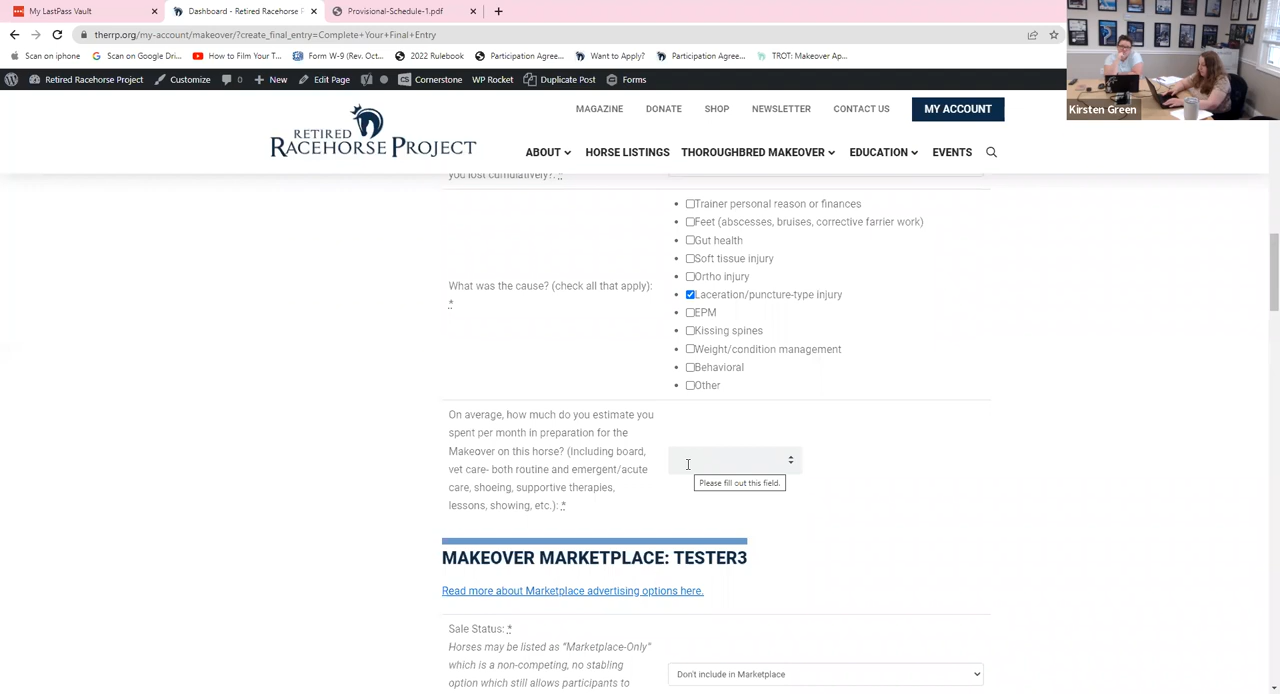 My LastPass Vault
Dashboard - Retired Racehorse P
Provisional-Schedule-1.pdf
therrp.org/my-account/makeover/?create_final_entry=Complete+Your+Final+Entry
Scan on iphone
Scan on Google Dri...
How to Film Your T...
Form W-9 (Rev. Oct...
2022 Rulebook
Participation Agree...
Want to Apply?
Participation Agree...
TROT: Makeover Ap...
Retired Racehorse Project
Customize
0
New
Edit Page
Cornerstone
WP Rocket
Duplicate Post
Forms
Kirsten Green
RETIRED
RACEHORSE PROJECT
MAGAZINE
DONATE
SHOP
NEWSLETTER
CONTACT US
MY ACCOUNT
ABOUT
HORSE LISTINGS
THOROUGHBRED MAKEOVER
EDUCATION
EVENTS
you lost cumulatively?: *
What was the cause? (check all that apply):
*
Trainer personal reason or finances
Feet (abscesses, bruises, corrective farrier work)
Gut health
Soft tissue injury
Ortho injury
Laceration/puncture-type injury
EPM
Kissing spines
Weight/condition management
Behavioral
Other
On average, how much do you estimate you
spent per month in preparation for the
Makeover on this horse? (Including board,
vet care- both routine and emergent/acute
care, shoeing, supportive therapies,
lessons, showing, etc.): *
Please fill out this field.
MAKEOVER MARKETPLACE: TESTER3
Read more about Marketplace advertising options here.
Sale Status: *
Horses may be listed as "Marketplace-Only"
which is a non-competing, no stabling
option which still allows participants to
Don't include in Marketplace